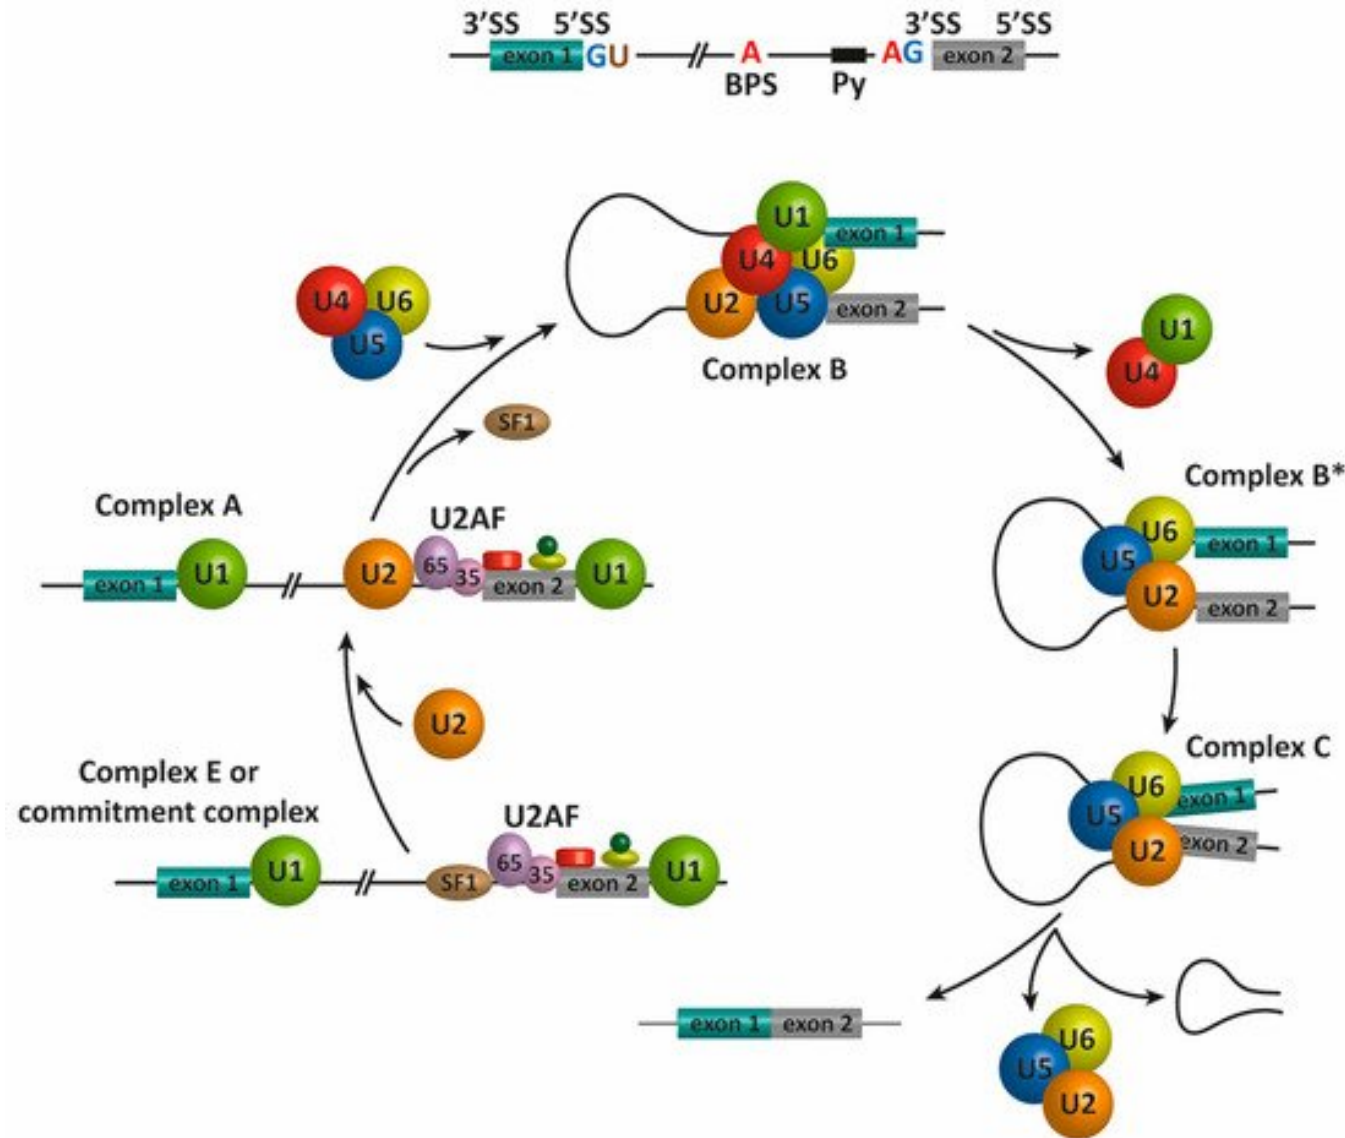 3'SS 5'SS 3'SS 5'SS
exon 1 GU A AG exon 2
BPS Py
U1
exon 1
U4 U6
U2 U5 exon 2
Complex B
U4 U6
U5
U1
U4
SF1
Complex B*
U6
exon 1
U5
U2 exon 2
Complex A
U2AF
exon 1 U1 U2 65 35 exon 2 U1
U2
Complex C
U6 exon 1
U5
U2 exon 2
Complex E or
commitment complex
U2AF
exon 1 U1 SF1 65 35 exon 2 U1
exon 1 exon 2
U6
U5
U2